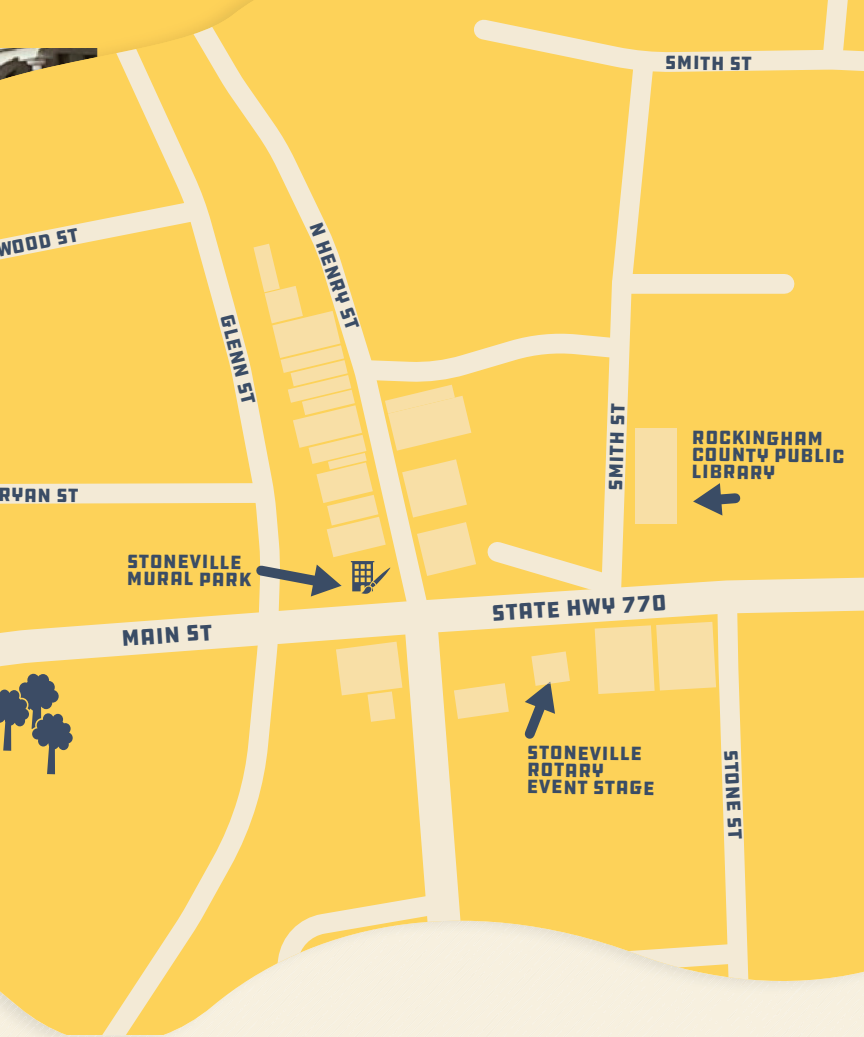 SMITH ST
WOOD ST
N HENRY ST
GLENN ST
SMITH ST
ROCKINGHAM
COUNTY PUBLIC
LIBRARY
RYAN ST
STONEVILLE
MURAL PARK
STATE HWY 770
MAIN ST
STONEVILLE
ROTARY
EVENT STAGE
STONE ST